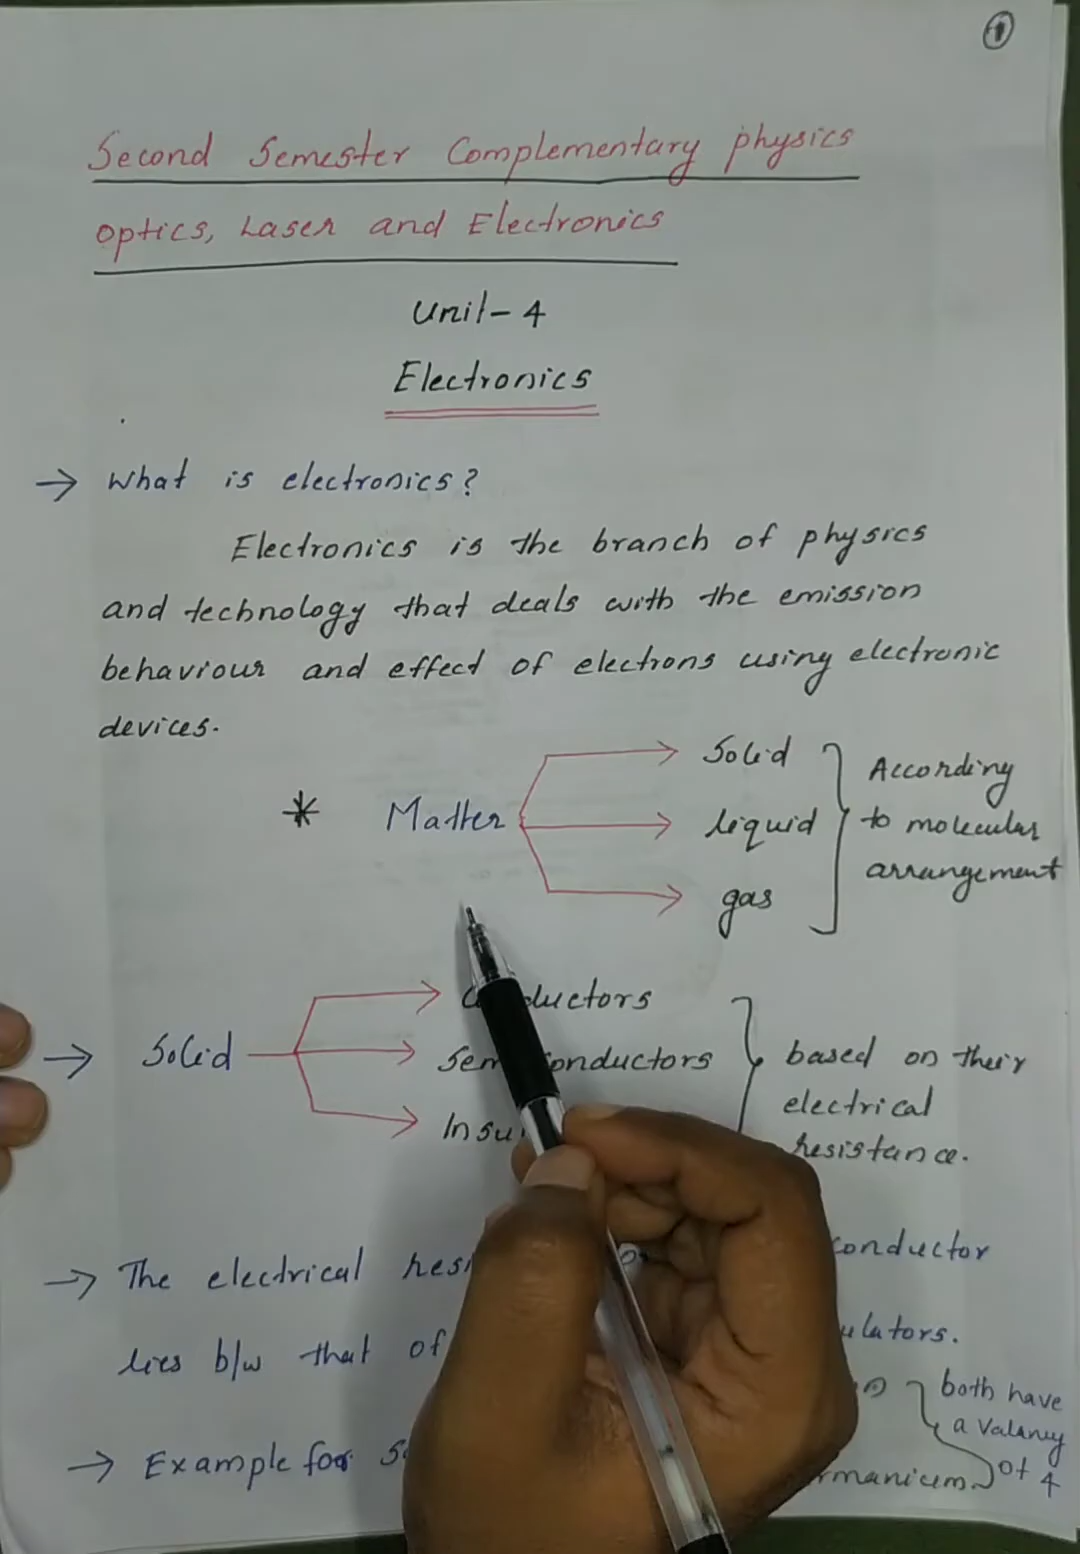 1
Second Semester Complementary physics
optics, Laser and Electronics
Unit-4
Electronics
→ What is electronics?
Electronics is the branch of physics
and technology that deals with the emission
behaviour and effect of electrons using electronic
devices.
* Matter
Solid
liquid
gas
According
to molecular
arrangement
→ Solid
Semiconductors
based on their
electrical
resistance.
→ The electrical
conductor
lies b/w that of
→ Example for
both have
a valancy
of 4